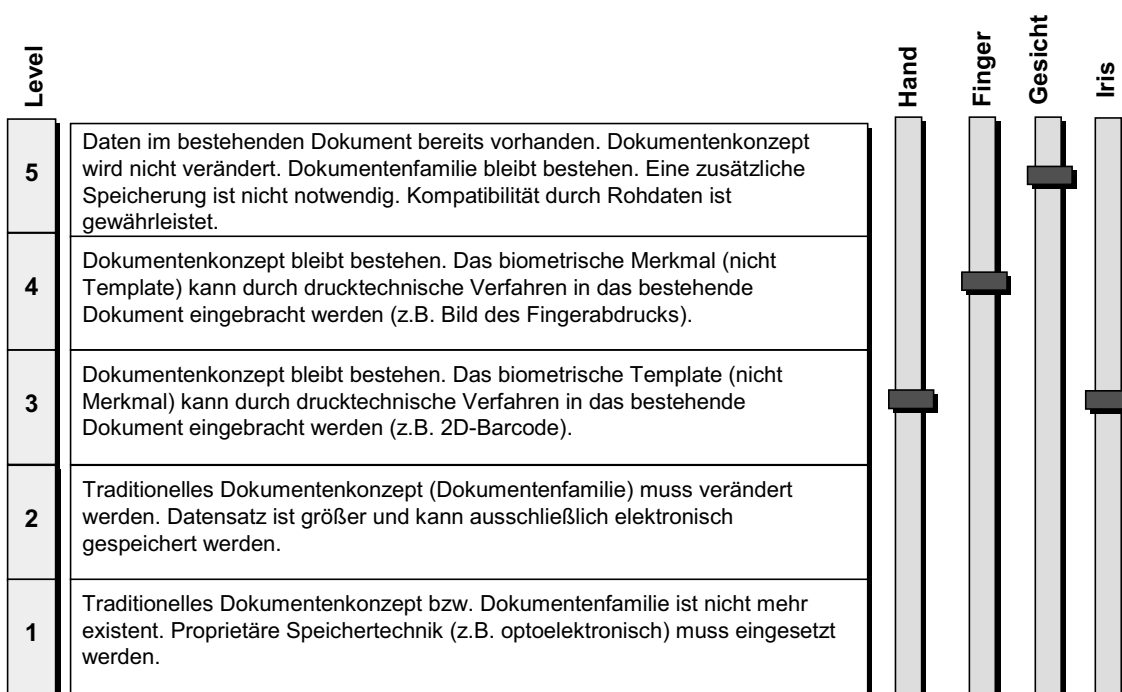 Level
Hand
Finger
Gesicht
Iris
5
Daten im bestehenden Dokument bereits vorhanden. Dokumentenkonzept
wird nicht verändert. Dokumentenfamilie bleibt bestehen. Eine zusätzliche
Speicherung ist nicht notwendig. Kompatibilität durch Rohdaten ist
gewährleistet.
4
Dokumentenkonzept bleibt bestehen. Das biometrische Merkmal (nicht
Template) kann durch drucktechnische Verfahren in das bestehende
Dokument eingebracht werden (z.B. Bild des Fingerabdrucks).
3
Dokumentenkonzept bleibt bestehen. Das biometrische Template (nicht
Merkmal) kann durch drucktechnische Verfahren in das bestehende
Dokument eingebracht werden (z.B. 2D-Barcode).
2
Traditionelles Dokumentenkonzept (Dokumentenfamilie) muss verändert
werden. Datensatz ist größer und kann ausschließlich elektronisch
gespeichert werden.
1
Traditionelles Dokumentenkonzept bzw. Dokumentenfamilie ist nicht mehr
existent. Proprietäre Speichertechnik (z.B. optoelektronisch) muss eingesetzt
werden.